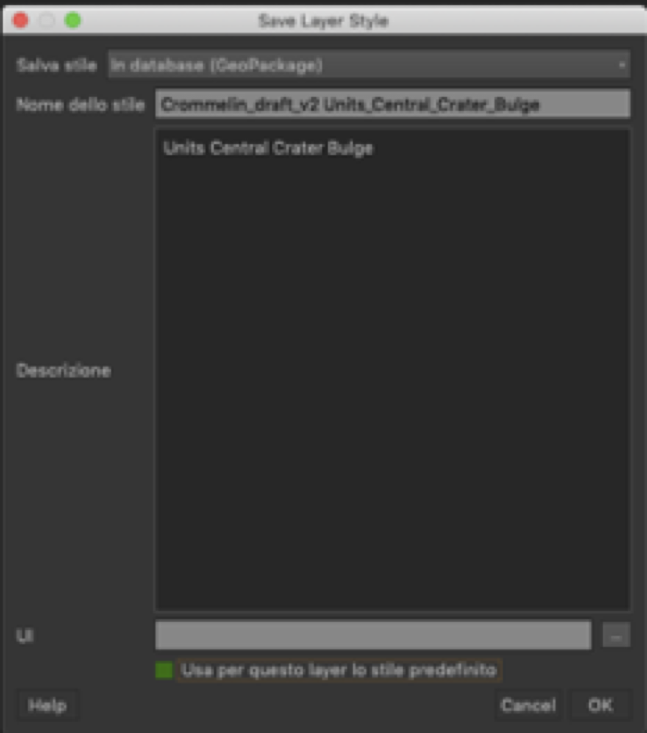 Save Layer Style
Salva stile In database (GeoPackage)
Nome dello stile Crommelin_draft_v2 Units_Central_Crater_Bulge
Units Central Crater Bulge
Descrizione
UI
...
Usa per questo layer lo stile predefinito
Help Cancel OK